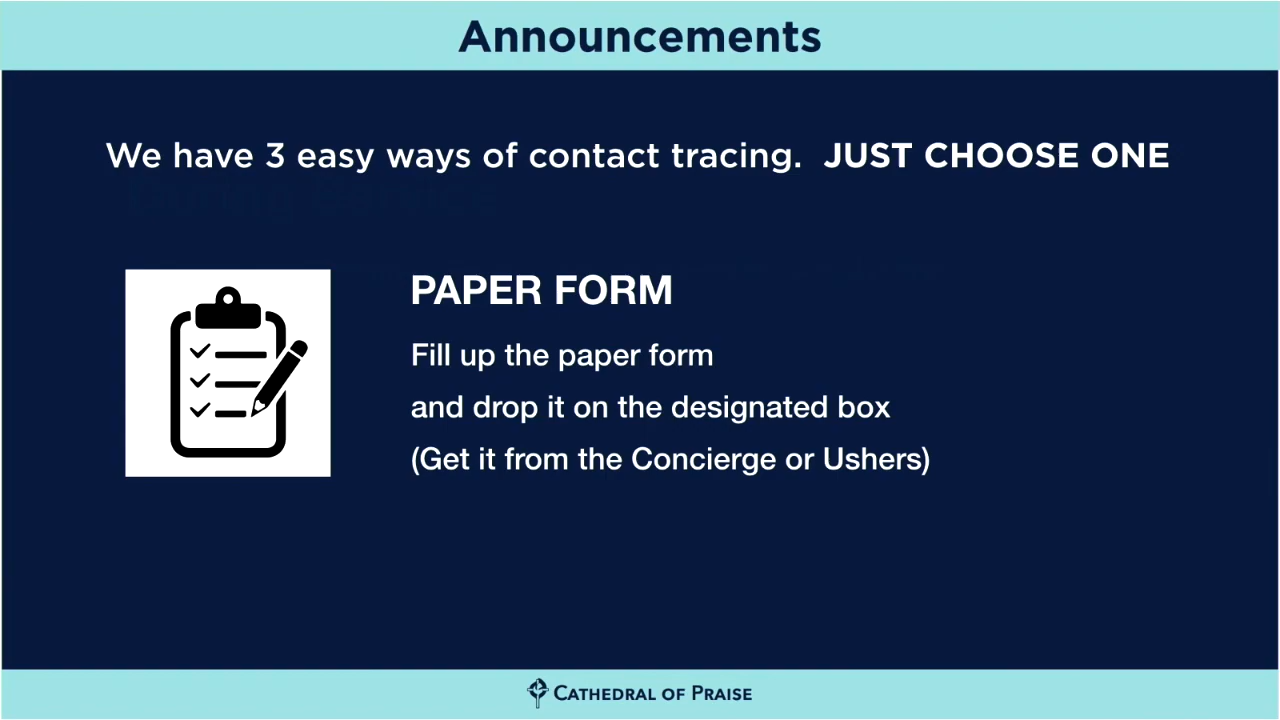 Announcements
We have 3 easy ways of contact tracing. JUST CHOOSE ONE
PAPER FORM
Fill up the paper form
and drop it on the designated box
(Get it from the Concierge or Ushers)
CATHEDRAL OF PRAISE